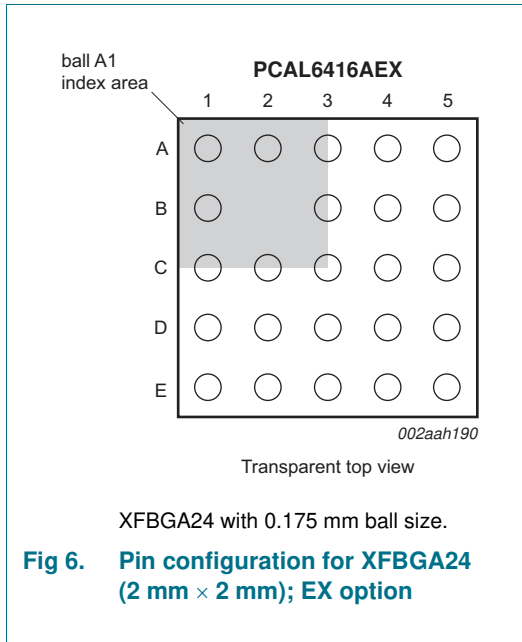 ball A1
index area
PCAL6416AEX
1 2 3 4 5
A
B
C
D
E
002aah190
Transparent top view
XFBGA24 with 0.175 mm ball size.
Fig 6. Pin configuration for XFBGA24
(2 mm × 2 mm); EX option